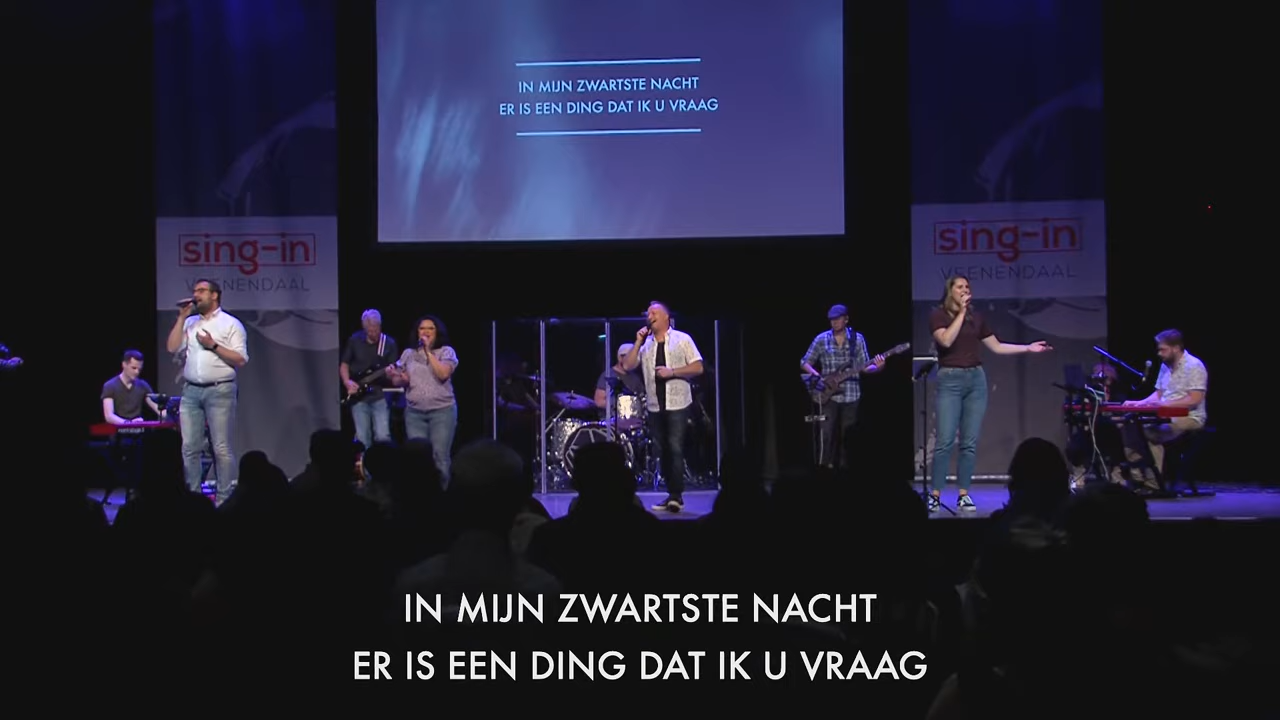 IN MIJN ZWARTSTE NACHT
ER IS EEN DING DAT IK U VRAAG
sing-in
VEENENDAAL
sing-in
VEENENDAAL
IN MIJN ZWARTSTE NACHT
ER IS EEN DING DAT IK U VRAAG